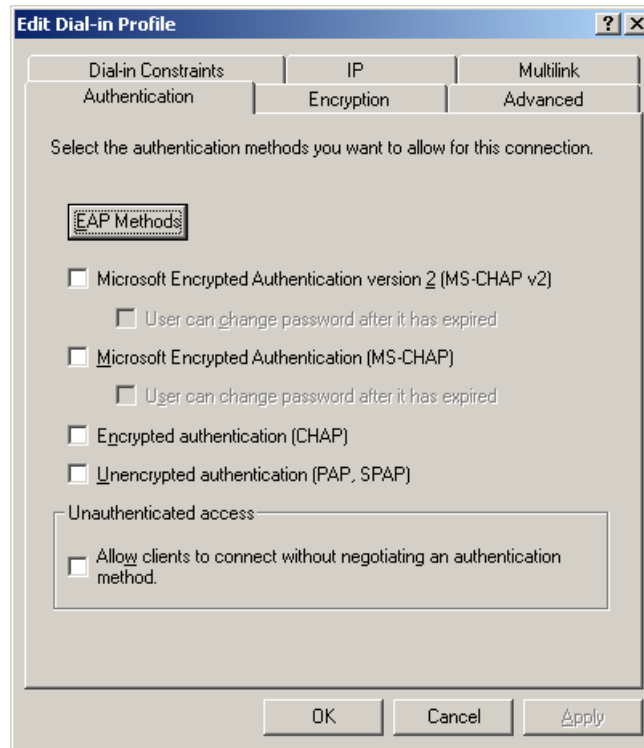 Edit Dial-in Profile
Dial-in Constraints IP Multilink
Authentication Encryption Advanced
Select the authentication methods you want to allow for this connection.
EAP Methods
Microsoft Encrypted Authentication version 2 (MS-CHAP v2)
User can change password after it has expired
Microsoft Encrypted Authentication (MS-CHAP)
User can change password after it has expired
Encrypted authentication (CHAP)
Unencrypted authentication (PAP, SPAP)
Unauthenticated access
Allow clients to connect without negotiating an authentication
method.
OK Cancel Apply